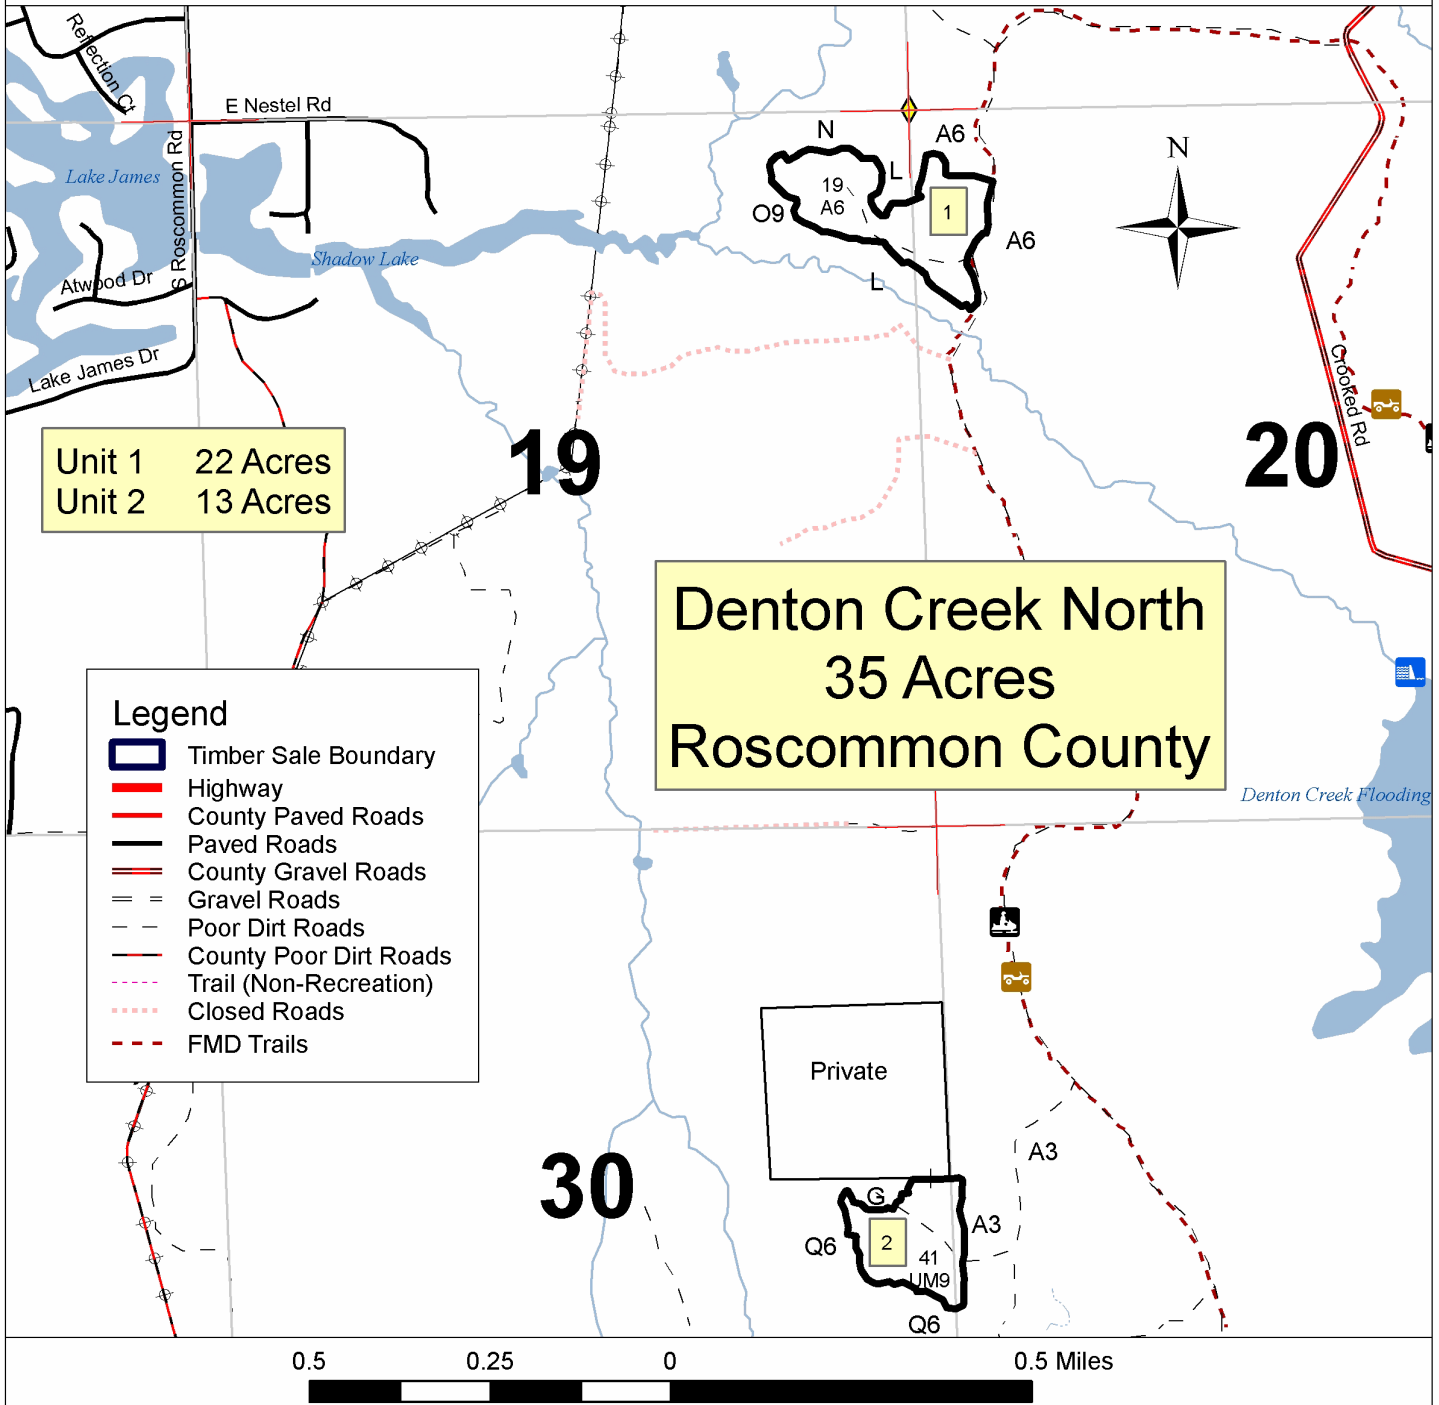 Reflection Ct
E Nestel Rd
S Roscommon Rd
Lake James
Shadow Lake
Atwood Dr
Lake James Dr
N
A6
L
19
A6
O9
1
A6
L
N
Crooked Rd
Unit 1 22 Acres
Unit 2 13 Acres
19
20
Denton Creek North
35 Acres
Roscommon County
Denton Creek Flooding
Legend
Timber Sale Boundary
Highway
County Paved Roads
Paved Roads
County Gravel Roads
Gravel Roads
Poor Dirt Roads
County Poor Dirt Roads
Trail (Non-Recreation)
Closed Roads
FMD Trails
Private
30
A3
G
A3
Q6
2
41
UM9
Q6
0.5 0.25 0 0.5 Miles